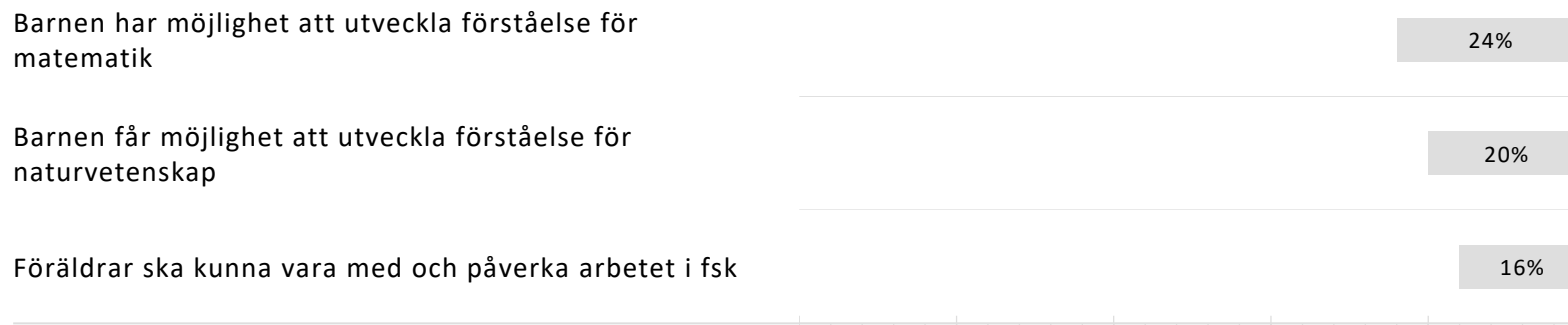 Barnen har möjlighet att utveckla förståelse för
matematik
24%
Barnen får möjlighet att utveckla förståelse för
naturvetenskap
20%
Föräldrar ska kunna vara med och påverka arbetet i fsk
16%